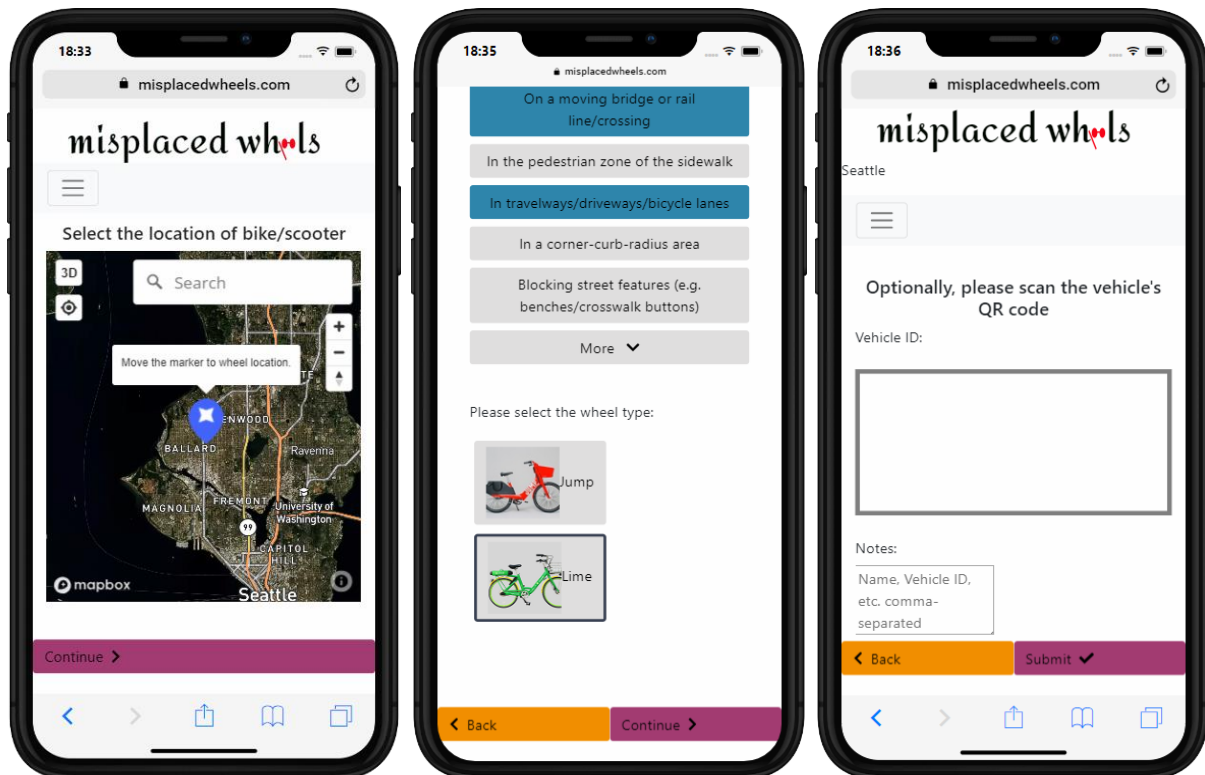 18:33
misplacedwheels.com
misplaced wheels
Select the location of bike/scooter
3D
Search
Move the marker to wheel location.
ENWOOD
BALLARD
Ravenna
MAGNOLIA
FREMONT
University of
Washington
99
CAPITOL
HILL
mapbox
Seattle
Continue
18:35
misplacedwheels.com
On a moving bridge or rail
line/crossing
In the pedestrian zone of the sidewalk
In travelways/driveways/bicycle lanes
In a corner-curb-radius area
Blocking street features (e.g.
benches/crosswalk buttons)
More
Please select the wheel type:
Jump
Lime
Back
Continue
18:36
misplacedwheels.com
misplaced wheels
Seattle
Optionally, please scan the vehicle's
QR code
Vehicle ID:
Notes:
Name, Vehicle ID,
etc. comma-
separated
Back
Submit